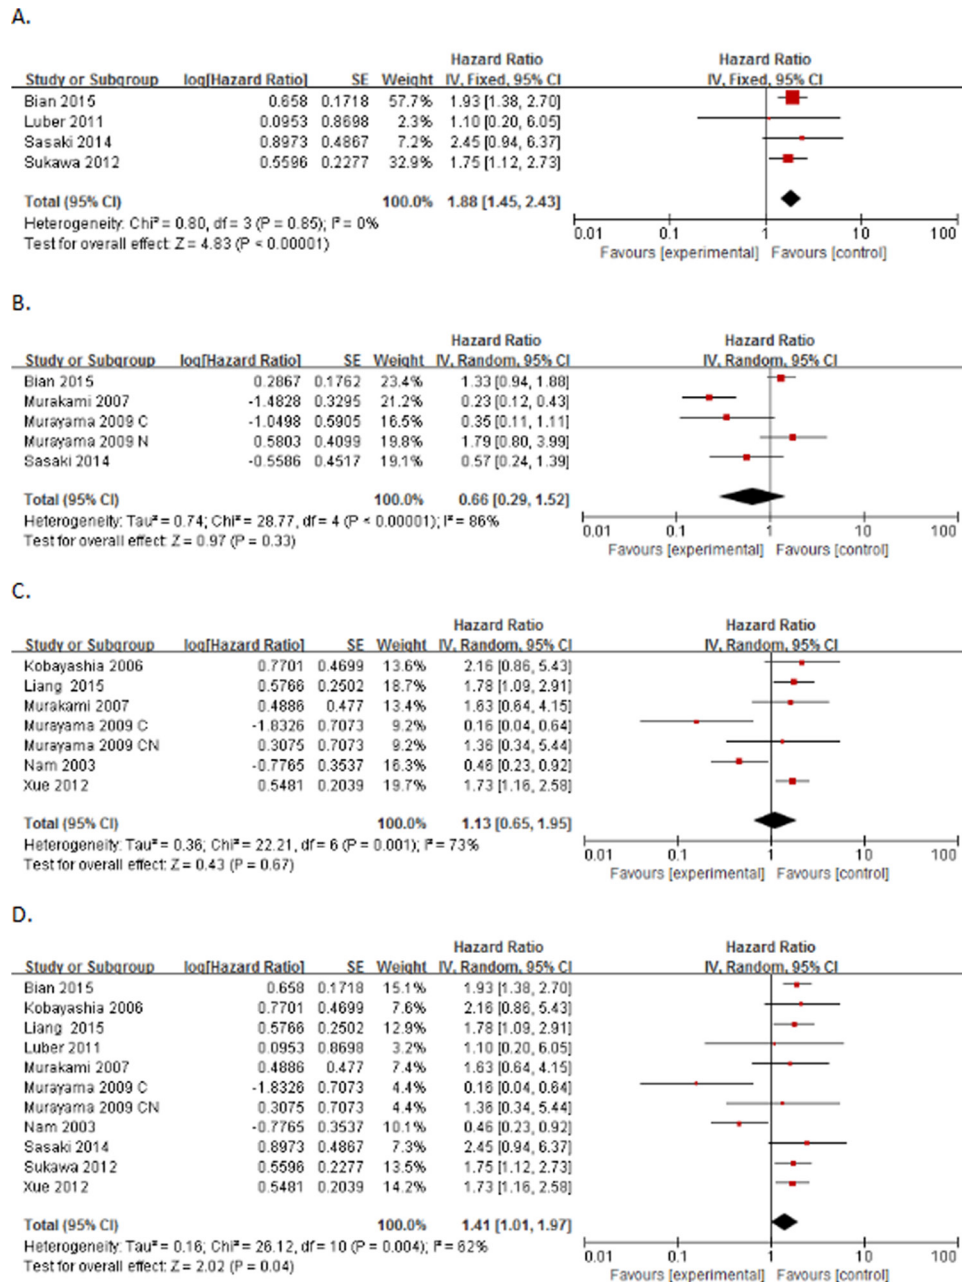 A.
Hazard Ratio Hazard Ratio
Study or Subgroup log[Hazard Ratio] SE Weight IV, Fixed, 95% CI IV, Fixed, 95% CI
Bian 2015 0.658 0.1718 57.7% 1.93 [1.38, 2.70]
Luber 2011 0.0953 0.8698 2.3% 1.10 [0.20, 6.05]
Sasaki 2014 0.8973 0.4867 7.2% 2.45 [0.94, 6.37]
Sukawa 2012 0.5596 0.2277 32.9% 1.75 [1.12, 2.73]
Total (95% CI) 100.0% 1.88 [1.45, 2.43]
Heterogeneity: Chi² = 0.80, df = 3 (P = 0.85); I² = 0%
Test for overall effect: Z = 4.83 (P < 0.00001)
0.01 0.1 1 10 100
Favours [experimental] Favours [control]
B.
Hazard Ratio Hazard Ratio
Study or Subgroup log[Hazard Ratio] SE Weight IV, Random, 95% CI IV, Random, 95% CI
Bian 2015 0.2867 0.1762 23.4% 1.33 [0.94, 1.88]
Murakami 2007 -1.4828 0.3295 21.2% 0.23 [0.12, 0.43]
Murayama 2009 C -1.0498 0.5905 16.5% 0.35 [0.11, 1.11]
Murayama 2009 N 0.5803 0.4099 19.8% 1.79 [0.80, 3.99]
Sasaki 2014 -0.5586 0.4517 19.1% 0.57 [0.24, 1.39]
Total (95% CI) 100.0% 0.66 [0.29, 1.52]
Heterogeneity: Tau² = 0.74; Chi² = 28.77, df = 4 (P < 0.00001); I² = 86%
Test for overall effect: Z = 0.97 (P = 0.33)
0.01 0.1 1 10 100
Favours [experimental] Favours [control]
C.
Hazard Ratio Hazard Ratio
Study or Subgroup log[Hazard Ratio] SE Weight IV, Random, 95% CI IV, Random, 95% CI
Kobayashia 2006 0.7701 0.4699 13.6% 2.16 [0.86, 5.43]
Liang 2015 0.5766 0.2502 18.7% 1.78 [1.09, 2.91]
Murakami 2007 0.4886 0.477 13.4% 1.63 [0.64, 4.15]
Murayama 2009 C -1.8326 0.7073 9.2% 0.16 [0.04, 0.64]
Murayama 2009 CN 0.3075 0.7073 9.2% 1.36 [0.34, 5.44]
Nam 2003 -0.7765 0.3537 16.3% 0.46 [0.23, 0.92]
Xue 2012 0.5481 0.2039 19.7% 1.73 [1.16, 2.58]
Total (95% CI) 100.0% 1.13 [0.65, 1.95]
Heterogeneity: Tau² = 0.36; Chi² = 22.21, df = 6 (P = 0.001); I² = 73%
Test for overall effect: Z = 0.43 (P = 0.67)
0.01 0.1 1 10 100
Favours [experimental] Favours [control]
D.
Hazard Ratio Hazard Ratio
Study or Subgroup log[Hazard Ratio] SE Weight IV, Random, 95% CI IV, Random, 95% CI
Bian 2015 0.658 0.1718 15.1% 1.93 [1.38, 2.70]
Kobayashia 2006 0.7701 0.4699 7.6% 2.16 [0.86, 5.43]
Liang 2015 0.5766 0.2502 12.9% 1.78 [1.09, 2.91]
Luber 2011 0.0953 0.8698 3.2% 1.10 [0.20, 6.05]
Murakami 2007 0.4886 0.477 7.4% 1.63 [0.64, 4.15]
Murayama 2009 C -1.8326 0.7073 4.4% 0.16 [0.04, 0.64]
Murayama 2009 CN 0.3075 0.7073 4.4% 1.36 [0.34, 5.44]
Nam 2003 -0.7765 0.3537 10.1% 0.46 [0.23, 0.92]
Sasaki 2014 0.8973 0.4867 7.3% 2.45 [0.94, 6.37]
Sukawa 2012 0.5596 0.2277 13.5% 1.75 [1.12, 2.73]
Xue 2012 0.5481 0.2039 14.2% 1.73 [1.16, 2.58]
Total (95% CI) 100.0% 1.41 [1.01, 1.97]
Heterogeneity: Tau² = 0.16; Chi² = 26.12, df = 10 (P = 0.004); I² = 62%
Test for overall effect: Z = 2.02 (P = 0.04)
0.01 0.1 1 10 100
Favours [experimental] Favours [control]